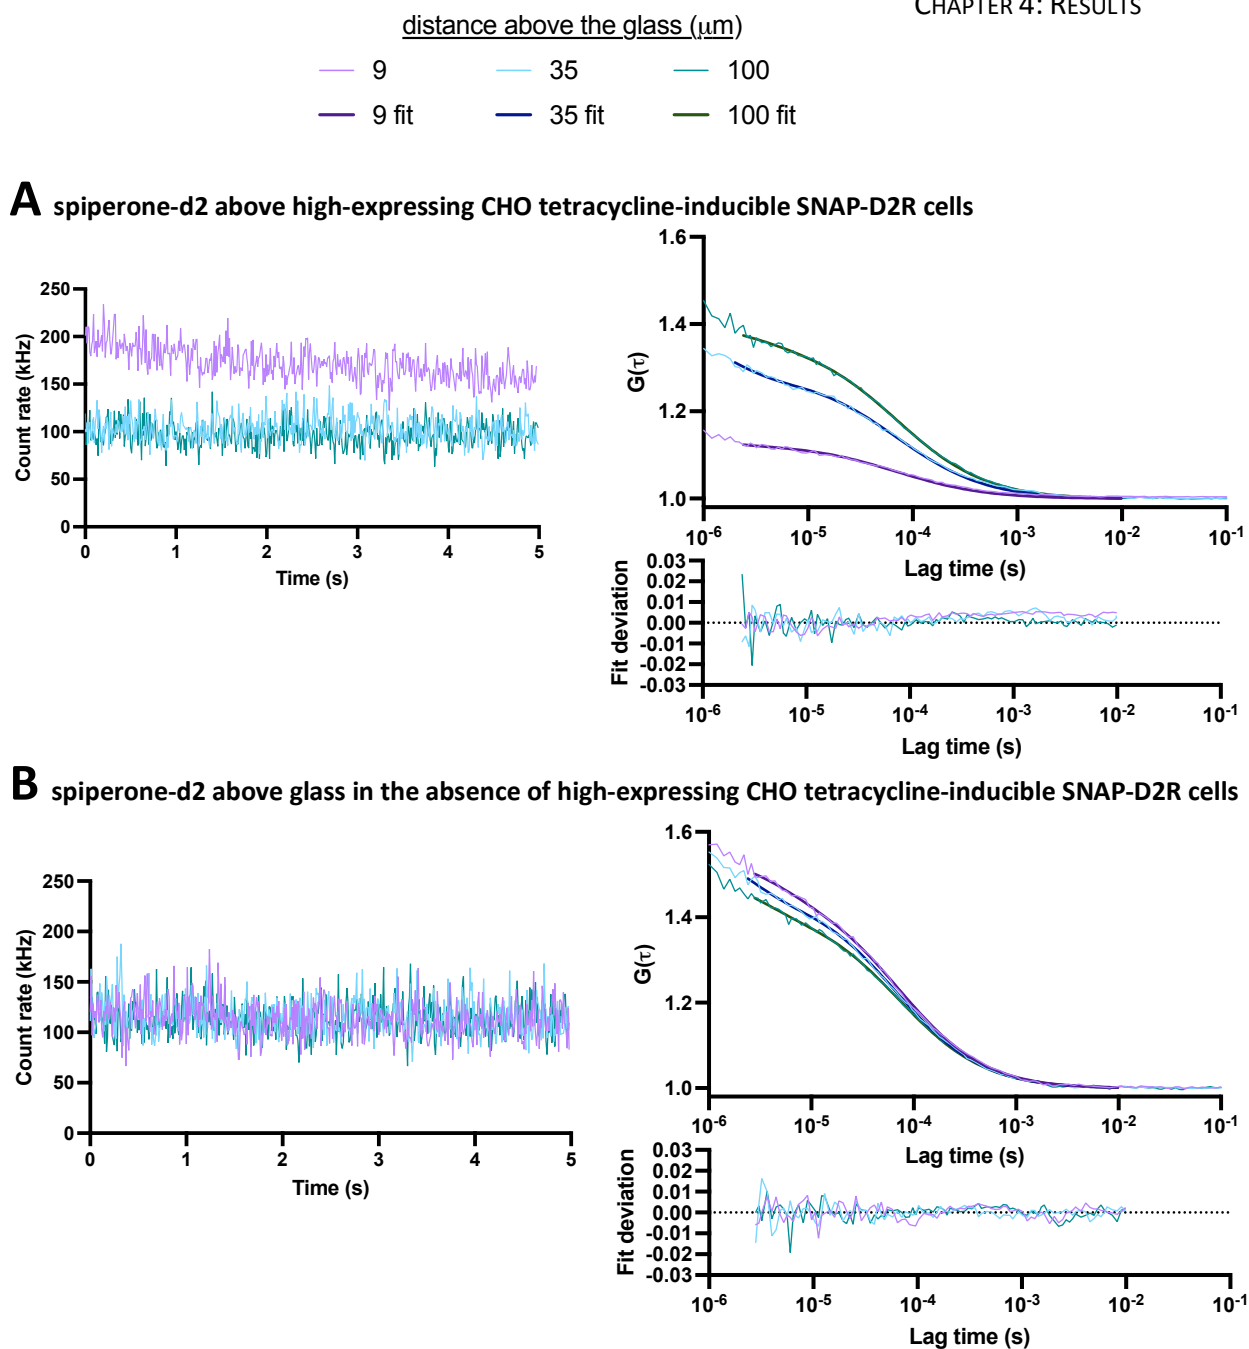 CHAPTER 4: RESULTS
distance above the glass (µm)
9 35 100
9 fit 35 fit 100 fit
A spiperone-d2 above high-expressing CHO tetracycline-inducible SNAP-D2R cells
250
200
150
100
50
0
Count rate (kHz)
0 1 2 3 4 5
Time (s)
1.6
1.4
1.2
1.0
G(τ)
10-6 10-5 10-4 10-3 10-2 10-1
Lag time (s)
0.03
0.02
0.01
0.00
-0.01
-0.02
-0.03
Fit deviation
10-6 10-5 10-4 10-3 10-2 10-1
Lag time (s)
B spiperone-d2 above glass in the absence of high-expressing CHO tetracycline-inducible SNAP-D2R cells
250
200
150
100
50
0
Count rate (kHz)
0 1 2 3 4 5
Time (s)
1.6
1.4
1.2
1.0
G(τ)
10-6 10-5 10-4 10-3 10-2 10-1
Lag time (s)
0.03
0.02
0.01
0.00
-0.01
-0.02
-0.03
Fit deviation
10-6 10-5 10-4 10-3 10-2 10-1
Lag time (s)